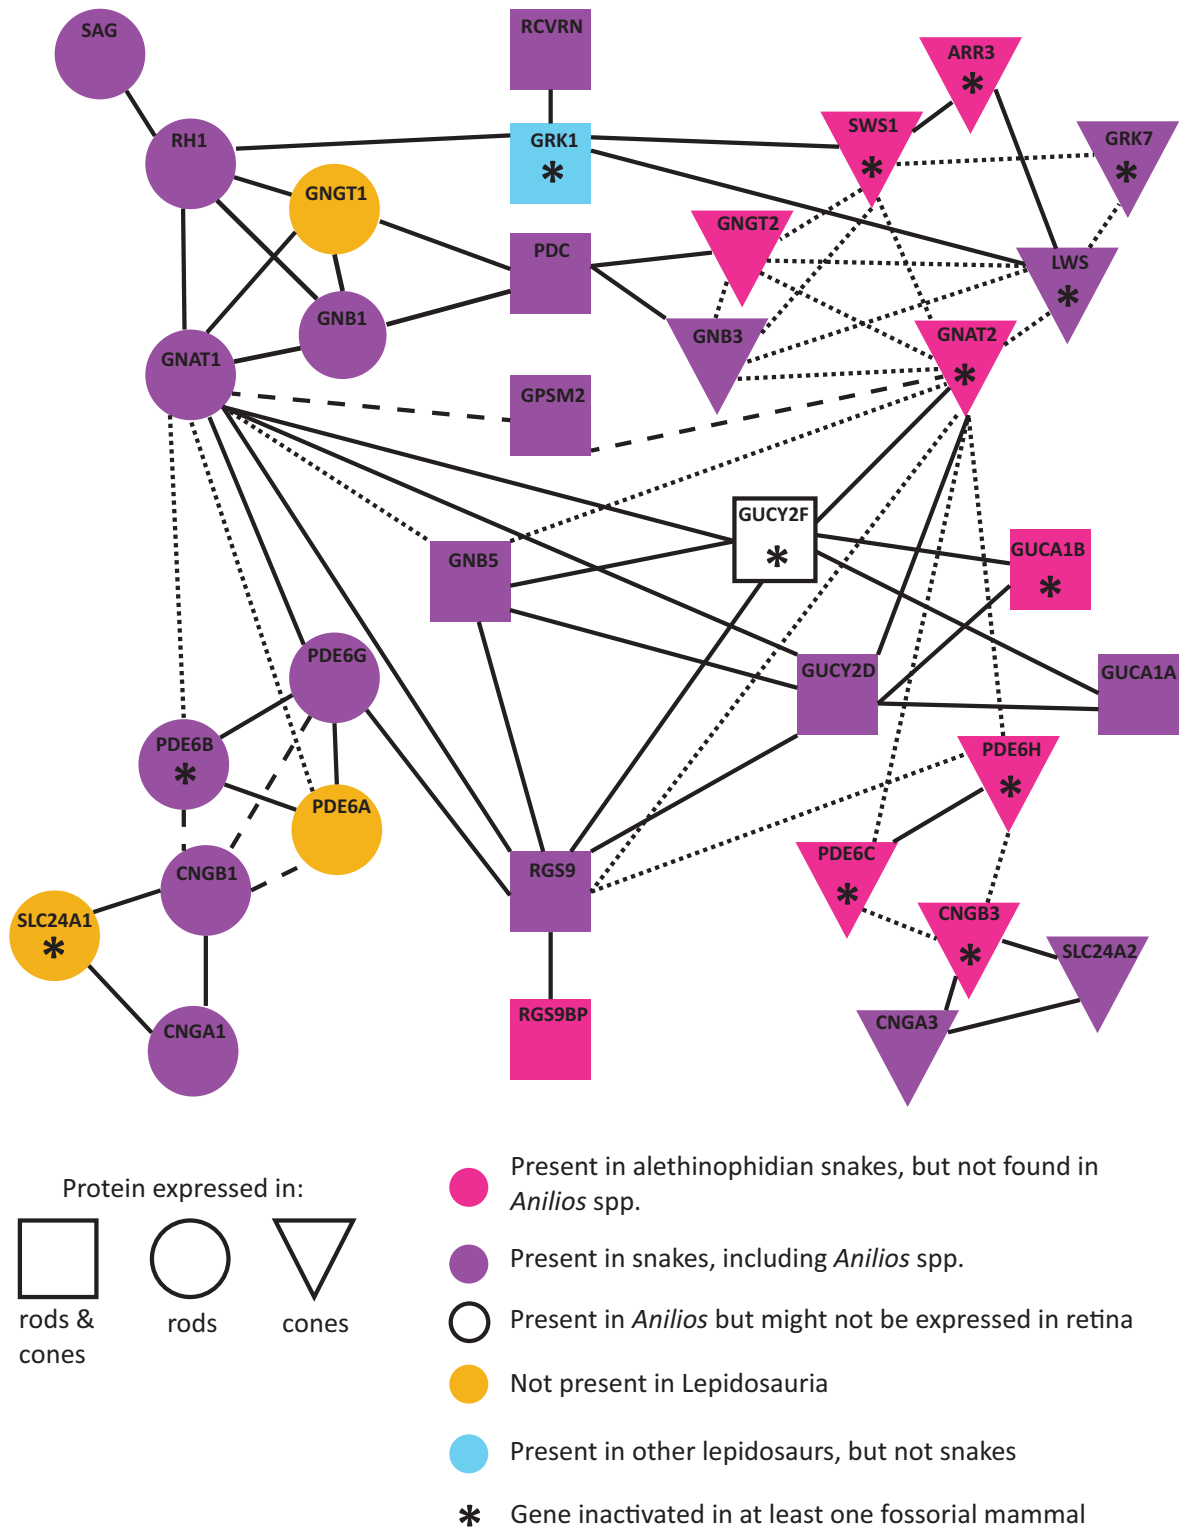 SAG
RCVRN
ARR3
*
SWS1
*
GRK7
*
RH1
GRK1
*
GNGT1
GNGT2
PDC
LWS
*
GNB1
GNB3
GNAT2
*
GNAT1
GPSM2
GUCY2F
*
GUCA1B
*
GNB5
PDE6G
GUCY2D
GUCA1A
PDE6B
*
PDE6H
*
PDE6A
CNGB1
RGS9
PDE6C
*
SLC24A1
*
CNGB3
*
SLC24A2
RGS9BP
CNGA1
CNGA3
Protein expressed in:
rods &
cones
rods
cones
Present in alethinophidian snakes, but not found in
Anilios spp.
Present in snakes, including Anilios spp.
Present in Anilios but might not be expressed in retina
Not present in Lepidosauria
Present in other lepidosaurs, but not snakes
* Gene inactivated in at least one fossorial mammal